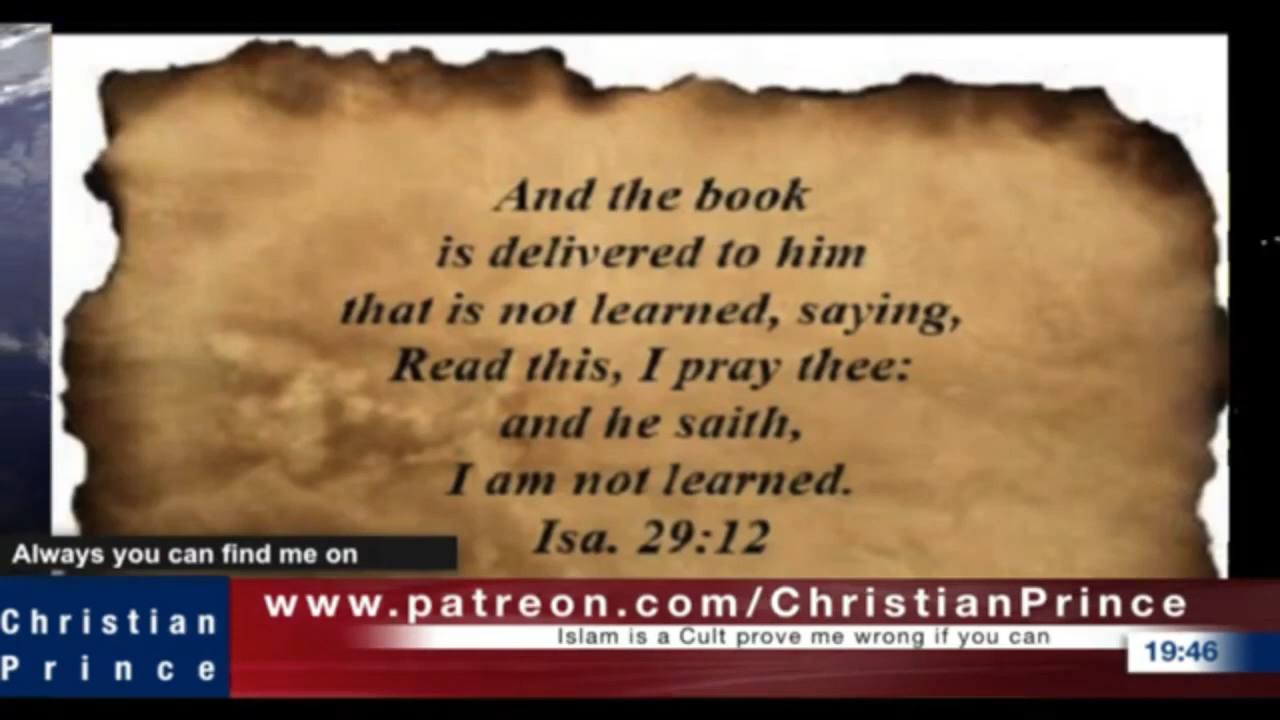 And the book
is delivered to him
that is not learned, saying,
Read this, I pray thee:
and he saith,
I am not learned.
Isa. 29:12
Always you can find me on
Christian
Prince
www.patreon.com/ChristianPrince
Islam is a Cult prove me wrong if you can
19:46